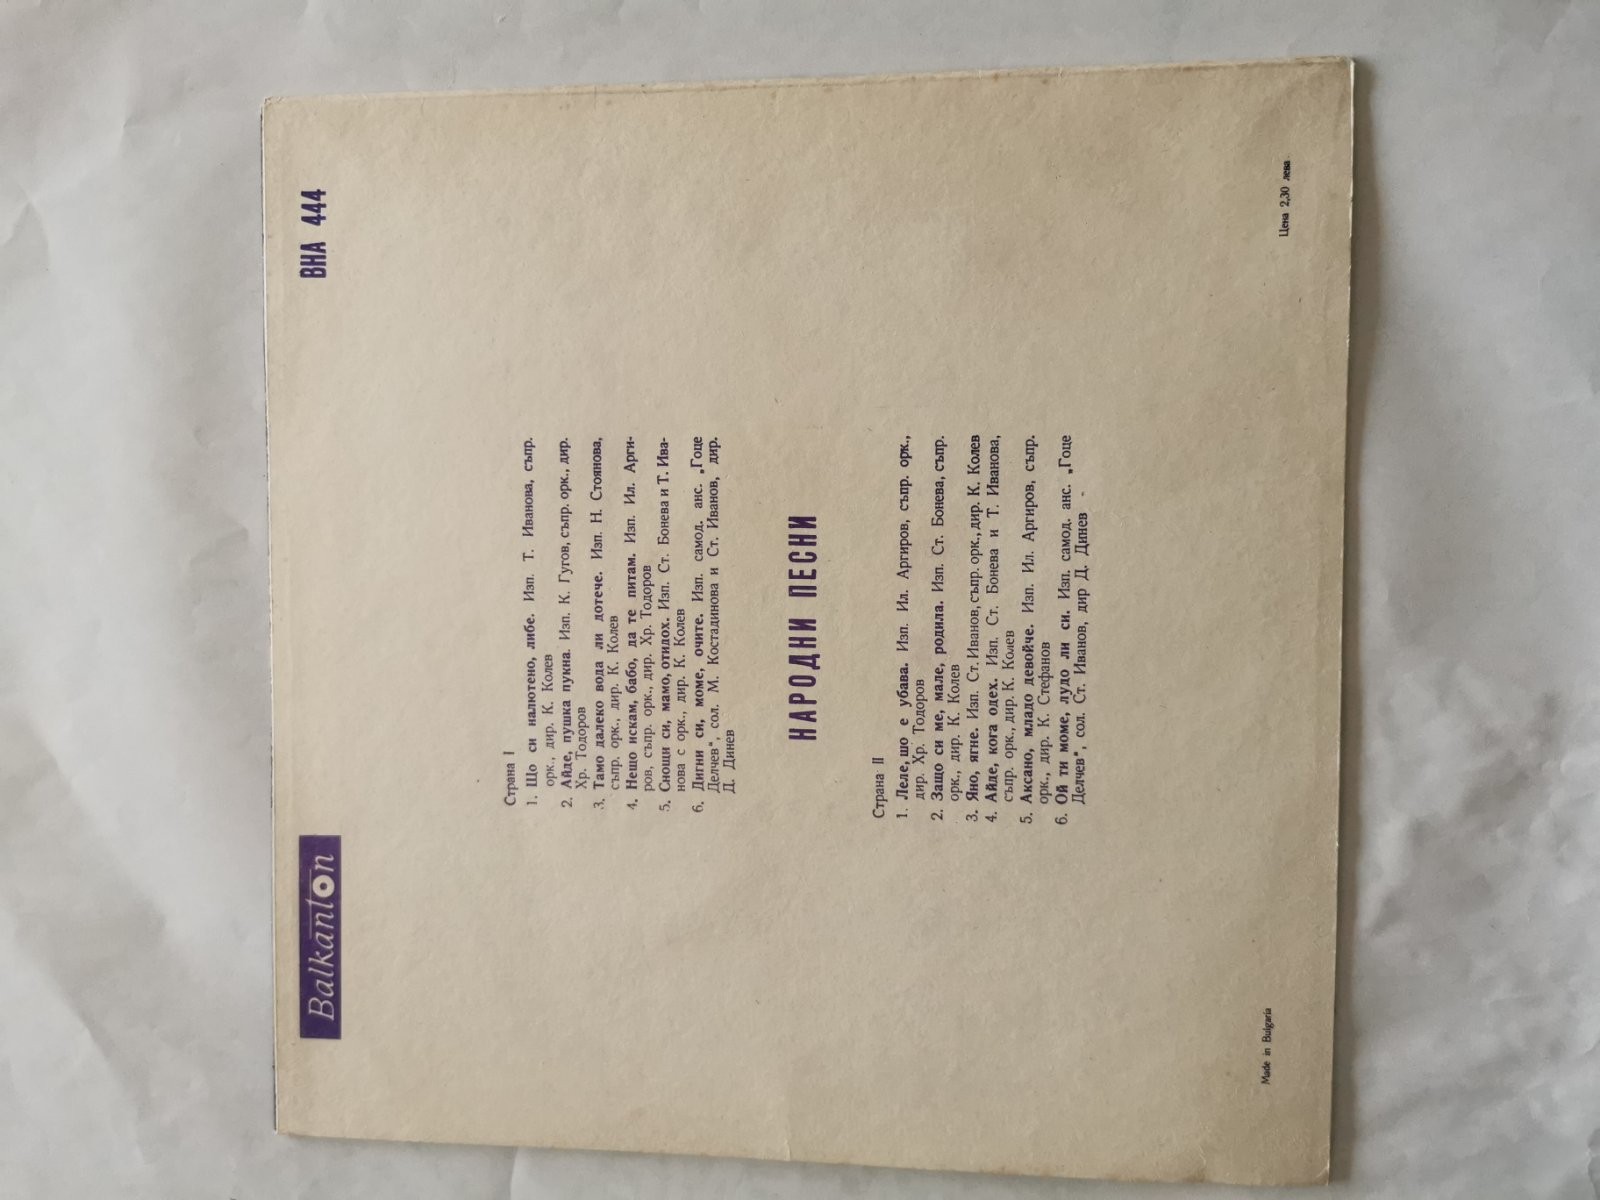 Balkanton
ВНА 444
Страна I
1. Що си налютено, либе. Изп. Т. Иванова, съпр.
орк., дир. К. Колев
2. Айде, пушка пукна. Изп. К. Гугов, съпр. орк., дир.
Хр. Тодоров
3. Тамо далеко вода ли дотече. Изп. Н. Стоянова,
съпр. орк., дир. К. Колев
4. Нещо искам, бабо, да те питам. Изп. Ил. Арги-
ров, съпр. орк., дир. Хр. Тодоров
5. Снощи си, мамо, отидох. Изп. Ст. Бонева и Т. Ива-
нова с орк., дир. К. Колев
6. Дигни си, моме, очите. Изп. самод. анс. „Гоце
Делчев“, сол. М. Костадинова и Ст. Иванов, дир.
Д. Динев
НАРОДНИ ПЕСНИ
Страна II
1. Леле, шо е убава. Изп. Ил. Аргиров, съпр. орк.,
дир. Хр. Тодоров
2. Защо си ме, мале, родила. Изп. Ст. Бонева, съпр.
орк., дир. К. Колев
3. Яно, ягне. Изп. Ст. Иванов, съпр. орк., дир. К. Колев
4. Айде, кога одех. Изп. Ст. Бонева и Т. Иванова,
съпр. орк., дир. К. Колев
5. Аксано, младо девойче. Изп. Ил. Аргиров, съпр.
орк., дир. К. Стефанов
6. Ой ти моме, лудо ли си. Изп. самод. анс. „Гоце
Делчев“, сол. Ст. Иванов, дир Д. Динев
Made in Bulgaria
Цена 2,30 лева